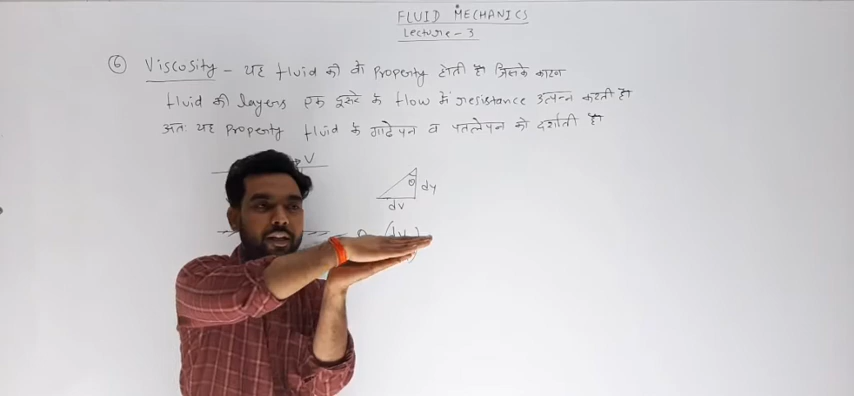 FLUID MECHANICS
Lecture - 3
⑥ Viscosity - यह fluid की वो Property होती है जिसके कारन
fluid की layers एक दूसरे के flow में resistance उत्पन्न करती है।
अतः यह Property fluid के गाढेपन व पतलेपन को दर्शाती है
V
θ dy
dv